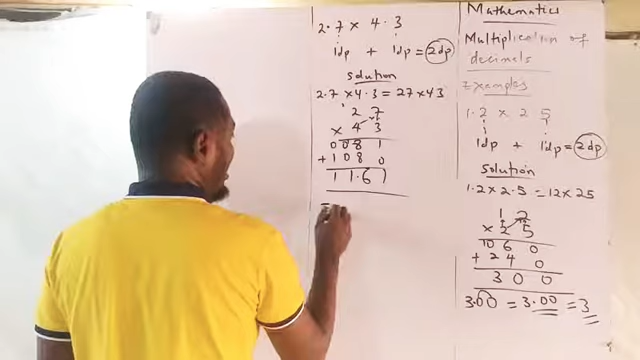 Mathematics
Multiplication of
decimals
Examples
1.2 × 2.5
1dp + 1dp = 2dp
Solution
1.2 × 2.5 = 12 × 25
1 2
× 2 5
0 6 0
+ 2 4 0
3 0 0
3.00 = 3.00 = 3
2.7 × 4.3
1dp + 1dp = 2dp
Solution
2.7 × 4.3 = 27 × 43
2 7
× 4 3
0 0 8 1
+ 1 0 8 0
1 1.6 1